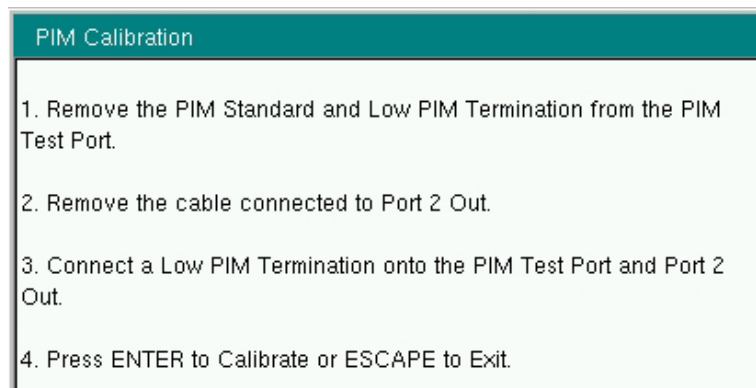 PIM Calibration
1. Remove the PIM Standard and Low PIM Termination from the PIM
Test Port.
2. Remove the cable connected to Port 2 Out.
3. Connect a Low PIM Termination onto the PIM Test Port and Port 2
Out.
4. Press ENTER to Calibrate or ESCAPE to Exit.